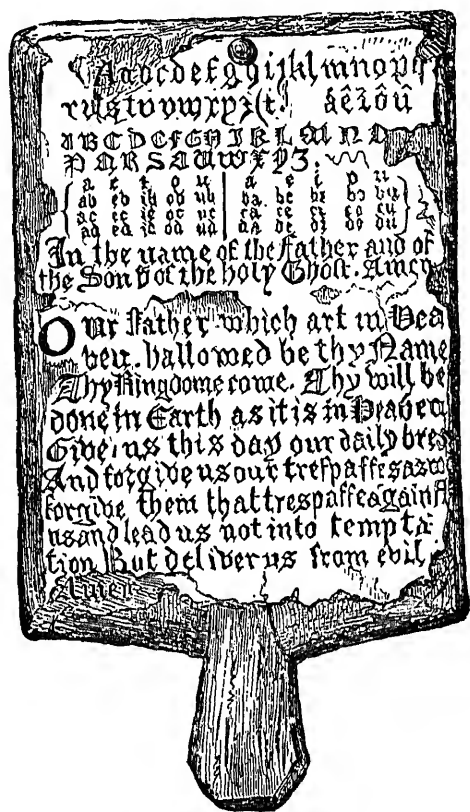 Aabcdefghijklmnopq
rſstuvwxyz&t. áêîôû
ABCDEFGHIJKLMNO
PQRSTUVWXYZ.
a e i o u a e i o u
ab eb ib ob ub ba be bi bo bu
ac ec ic oc uc ca ce ci co cu
ad ed id od ud da de di do du
In the name of the Father and of
the Son & of the holy Ghost. Amen
Our Father which art in Hea
ven. hallowed be thy Name
Thy Kingdome come. Thy will be
done in Earth as it is in Heaven
Give us this day our daily brea
And forgive us our treſpaſſes as we
forgive them that treſpaſſe againſt
us and lead us not into tempta
tion But deliver us from evil
Amen